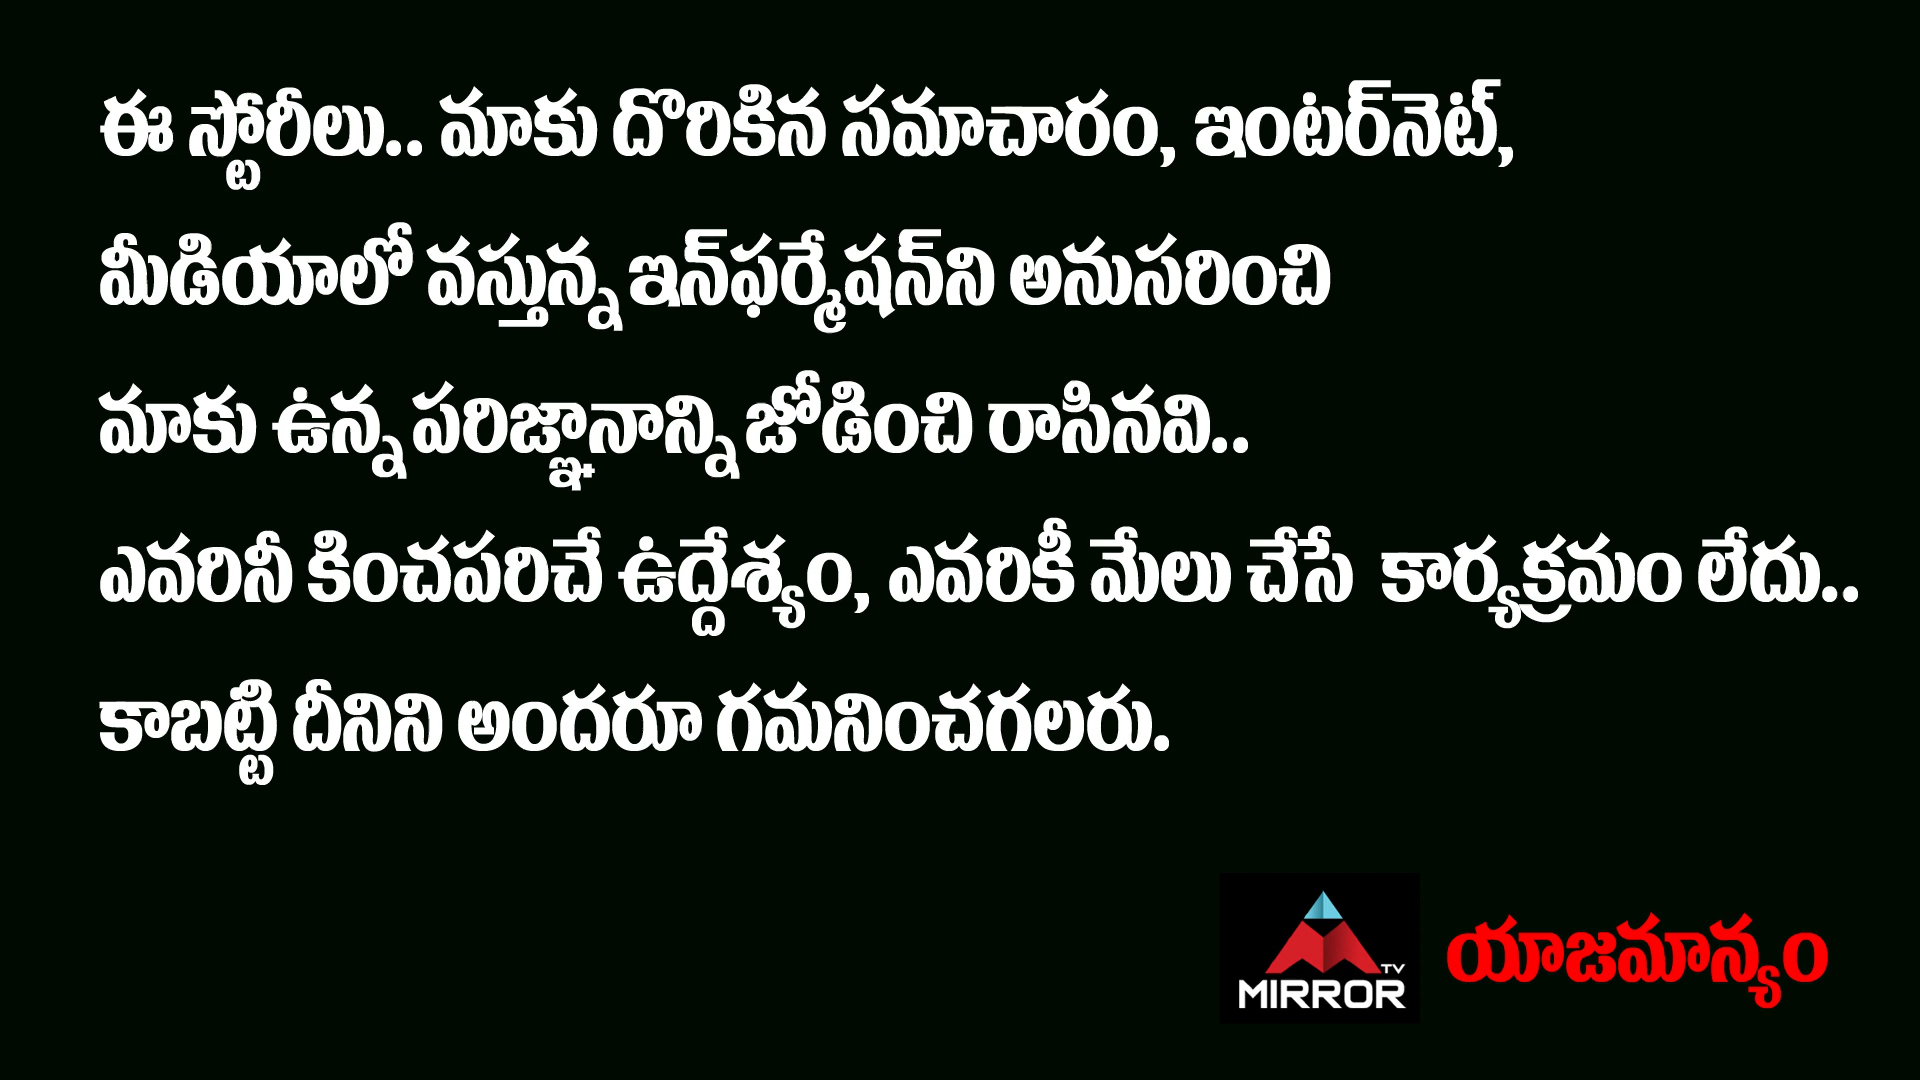 ఈ స్టోరీలు.. మాకు దొరికిన సమాచారం, ఇంటర్‌నెట్,
మీడియాలో వస్తున్న ఇన్‌ఫర్మేషన్‌ని అనుసరించి
మాకు ఉన్న పరిజ్ఞానాన్ని జోడించి రాసినవి..
ఎవరినీ కించపరిచే ఉద్దేశ్యం, ఎవరికీ మేలు చేసే కార్యక్రమం లేదు..
కాబట్టి దీనిని అందరూ గమనించగలరు.
TV
MIRROR
యాజమాన్యం